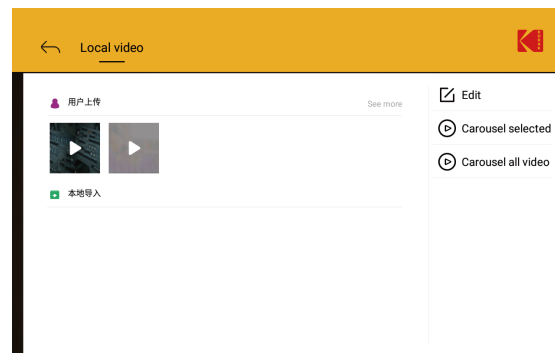 Local video
用户上传
See more
本地导入
Edit
Carousel selected
Carousel all video